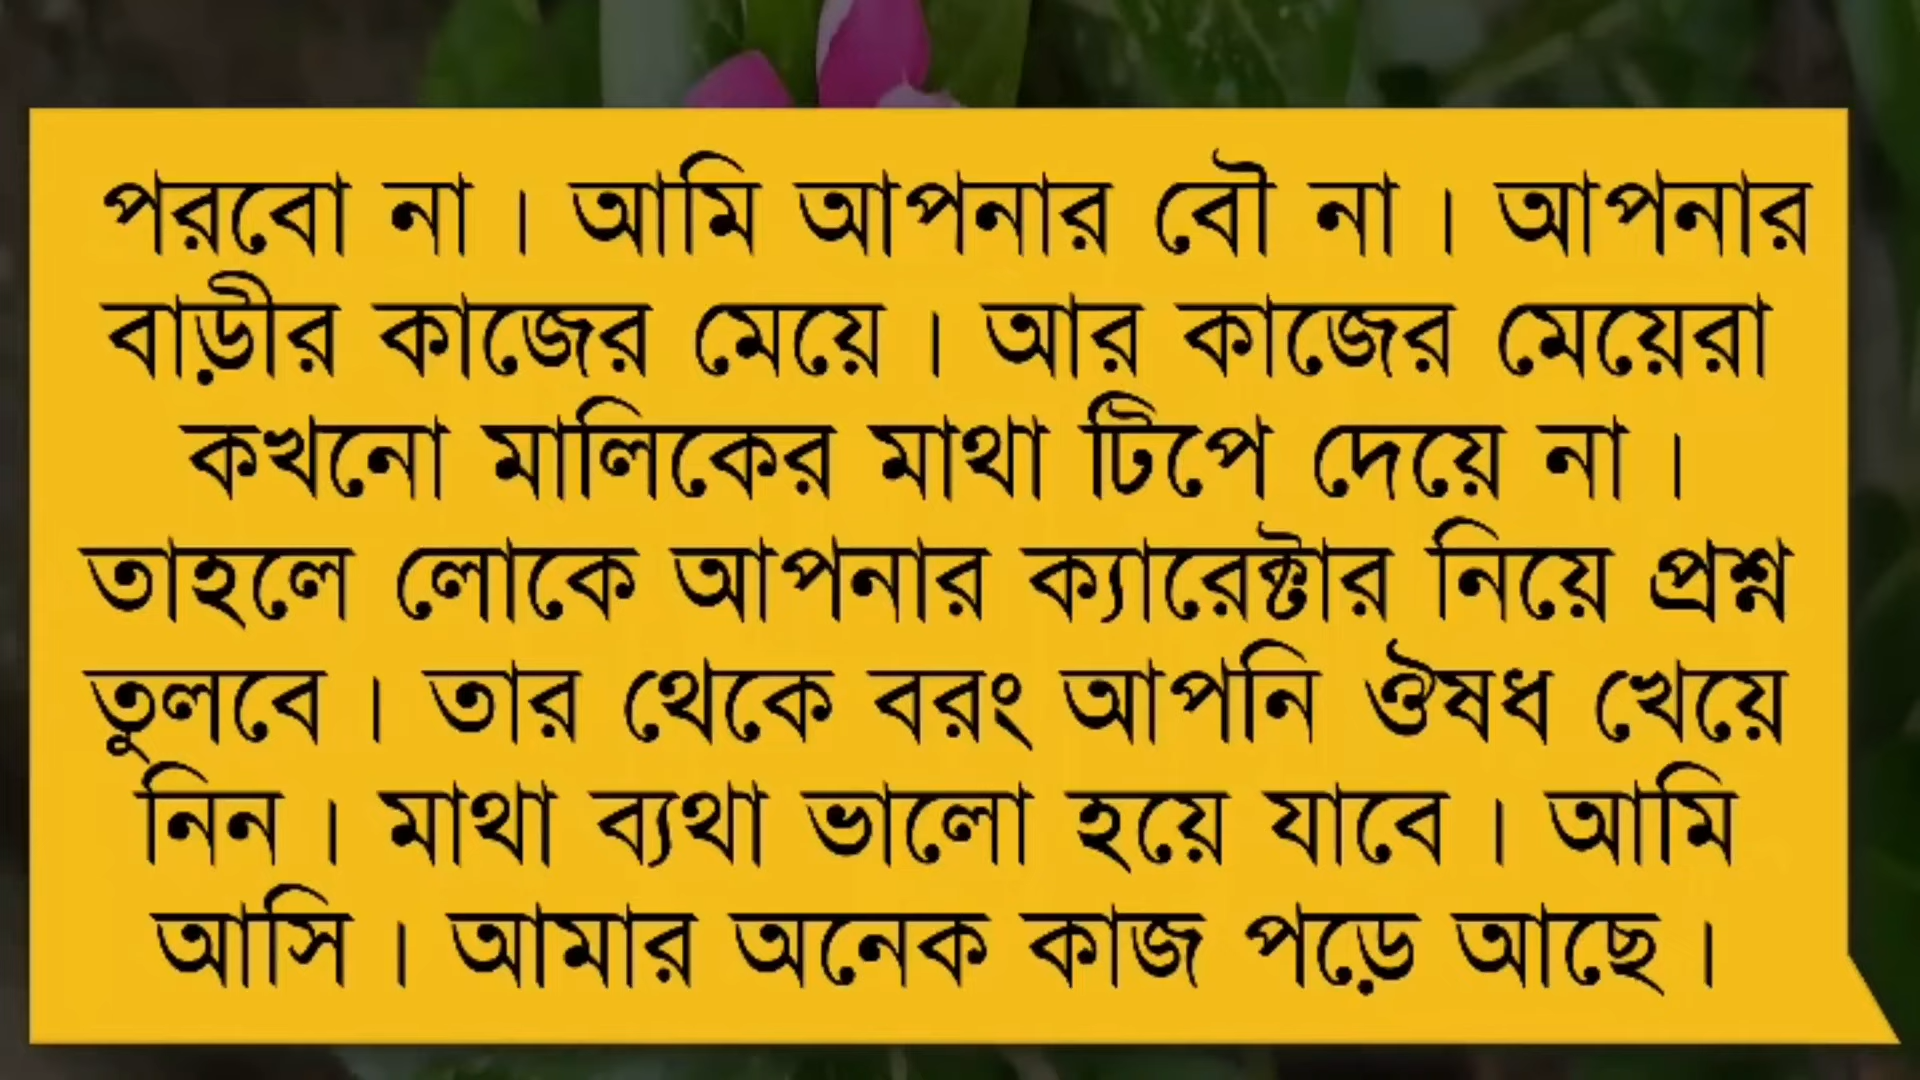 পরবো না । আমি আপনার বৌ না । আপনার
বাড়ীর কাজের মেয়ে । আর কাজের মেয়েরা
কখনো মালিকের মাথা টিপে দেয়ে না ।
তাহলে লোকে আপনার ক্যারেক্টার নিয়ে প্রশ্ন
তুলবে । তার থেকে বরং আপনি ঔষধ খেয়ে
নিন । মাথা ব্যথা ভালো হয়ে যাবে । আমি
আসি । আমার অনেক কাজ পড়ে আছে ।